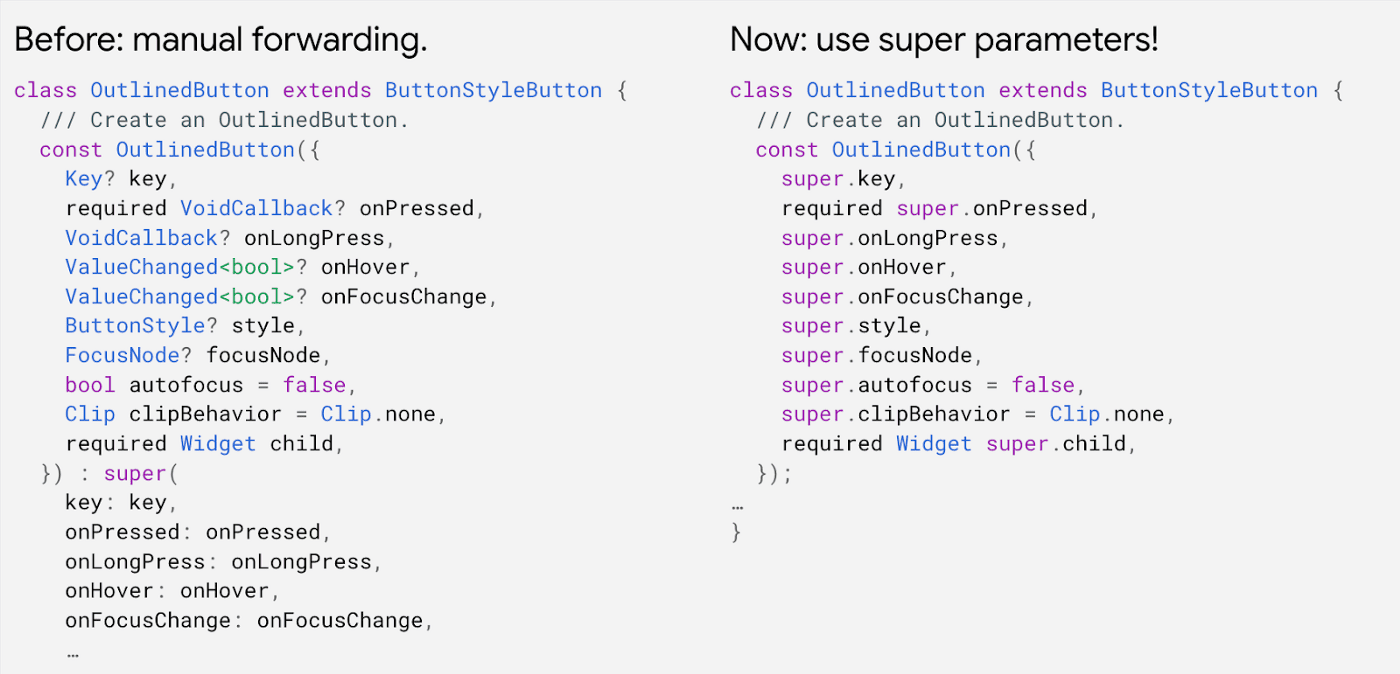 Before: manual forwarding.
class OutlinedButton extends ButtonStyleButton {
  /// Create an OutlinedButton.
  const OutlinedButton({
    Key? key,
    required VoidCallback? onPressed,
    VoidCallback? onLongPress,
    ValueChanged<bool>? onHover,
    ValueChanged<bool>? onFocusChange,
    ButtonStyle? style,
    FocusNode? focusNode,
    bool autofocus = false,
    Clip clipBehavior = Clip.none,
    required Widget child,
  }) : super(
    key: key,
    onPressed: onPressed,
    onLongPress: onLongPress,
    onHover: onHover,
    onFocusChange: onFocusChange,
    …
Now: use super parameters!
class OutlinedButton extends ButtonStyleButton {
  /// Create an OutlinedButton.
  const OutlinedButton({
    super.key,
    required super.onPressed,
    super.onLongPress,
    super.onHover,
    super.onFocusChange,
    super.style,
    super.focusNode,
    super.autofocus = false,
    super.clipBehavior = Clip.none,
    required Widget super.child,
  });
…
}